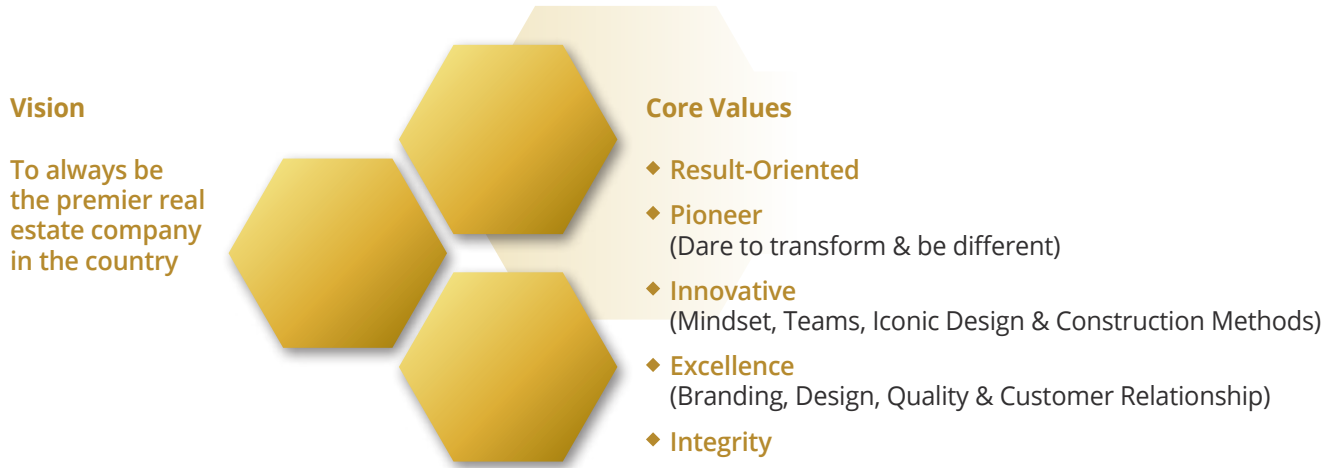 Vision
To always be
the premier real
estate company
in the country
Core Values
◆ Result-Oriented
◆ Pioneer
(Dare to transform & be different)
◆ Innovative
(Mindset, Teams, Iconic Design & Construction Methods)
◆ Excellence
(Branding, Design, Quality & Customer Relationship)
◆ Integrity